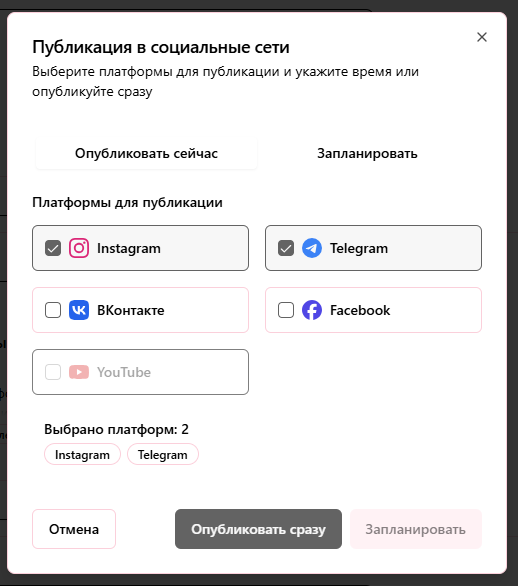 Публикация в социальные сети
Выберите платформы для публикации и укажите время или
опубликуйте сразу
Опубликовать сейчас
Запланировать
Платформы для публикации
Instagram
Telegram
ВКонтакте
Facebook
YouTube
Выбрано платформ: 2
Instagram
Telegram
Отмена
Опубликовать сразу
Запланировать